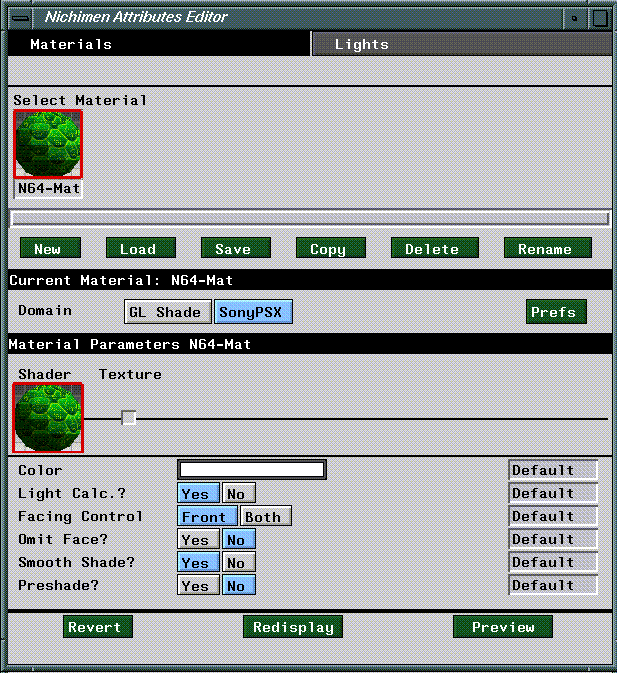 Nichimen Attributes Editor
Materials Lights
Select Material
N64-Mat
New Load Save Copy Delete Rename
Current Material: N64-Mat
Domain GL Shade SonyPSX Prefs
Material Parameters N64-Mat
Shader Texture
Color Default
Light Calc.? Yes No Default
Facing Control Front Both Default
Omit Face? Yes No Default
Smooth Shade? Yes No Default
Preshade? Yes No Default
Revert Redisplay Preview